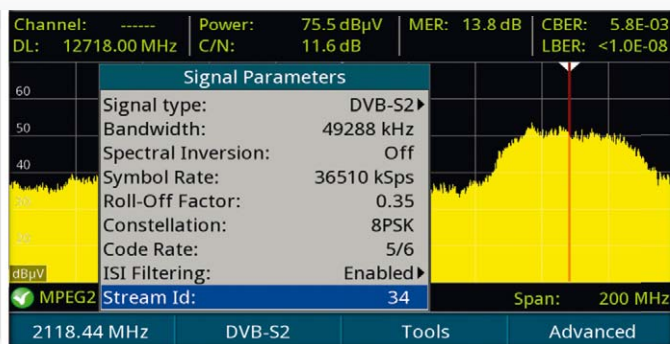 Channel: ------ Power: 75.5 dBµV MER: 13.8 dB CBER: 5.8E-03
DL: 12718.00 MHz C/N: 11.6 dB LBER: <1.0E-08
Signal Parameters
60
Signal type: DVB-S2
50
Bandwidth: 49288 kHz
Spectral Inversion: Off
40
Symbol Rate: 36510 kSps
30
Roll-Off Factor: 0.35
Constellation: 8PSK
20
Code Rate: 5/6
dBµV
ISI Filtering: Enabled
MPEG2 Stream Id: 34 Span: 200 MHz
2118.44 MHz DVB-S2 Tools Advanced